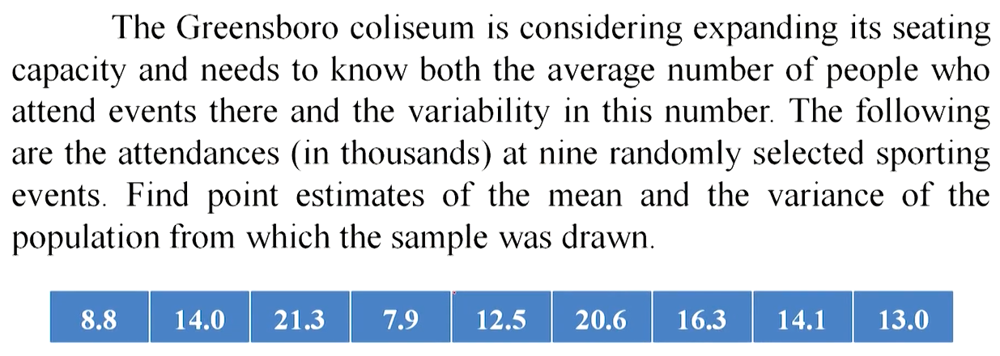 The Greensboro coliseum is considering expanding its seating
capacity and needs to know both the average number of people who
attend events there and the variability in this number. The following
are the attendances (in thousands) at nine randomly selected sporting
events. Find point estimates of the mean and the variance of the
population from which the sample was drawn.
8.8 14.0 21.3 7.9 12.5 20.6 16.3 14.1 13.0